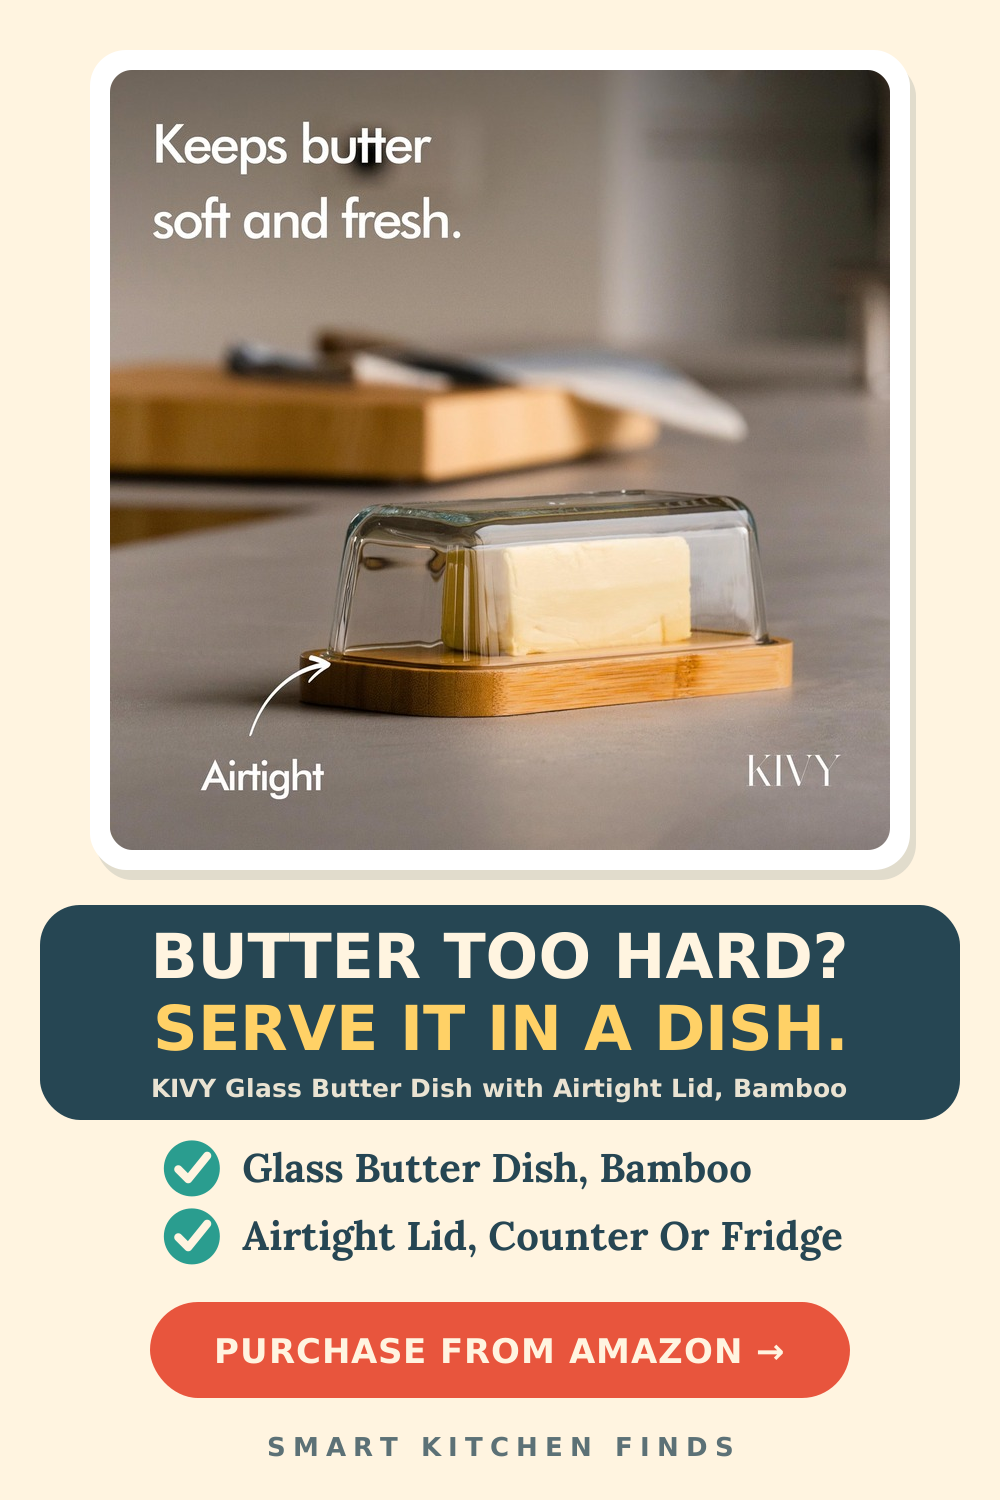 Keeps butter
soft and fresh.
Airtight
KIVY
BUTTER TOO HARD?
SERVE IT IN A DISH.
KIVY Glass Butter Dish with Airtight Lid, Bamboo
Glass Butter Dish, Bamboo
Airtight Lid, Counter Or Fridge
PURCHASE FROM AMAZON →
SMART KITCHEN FINDS